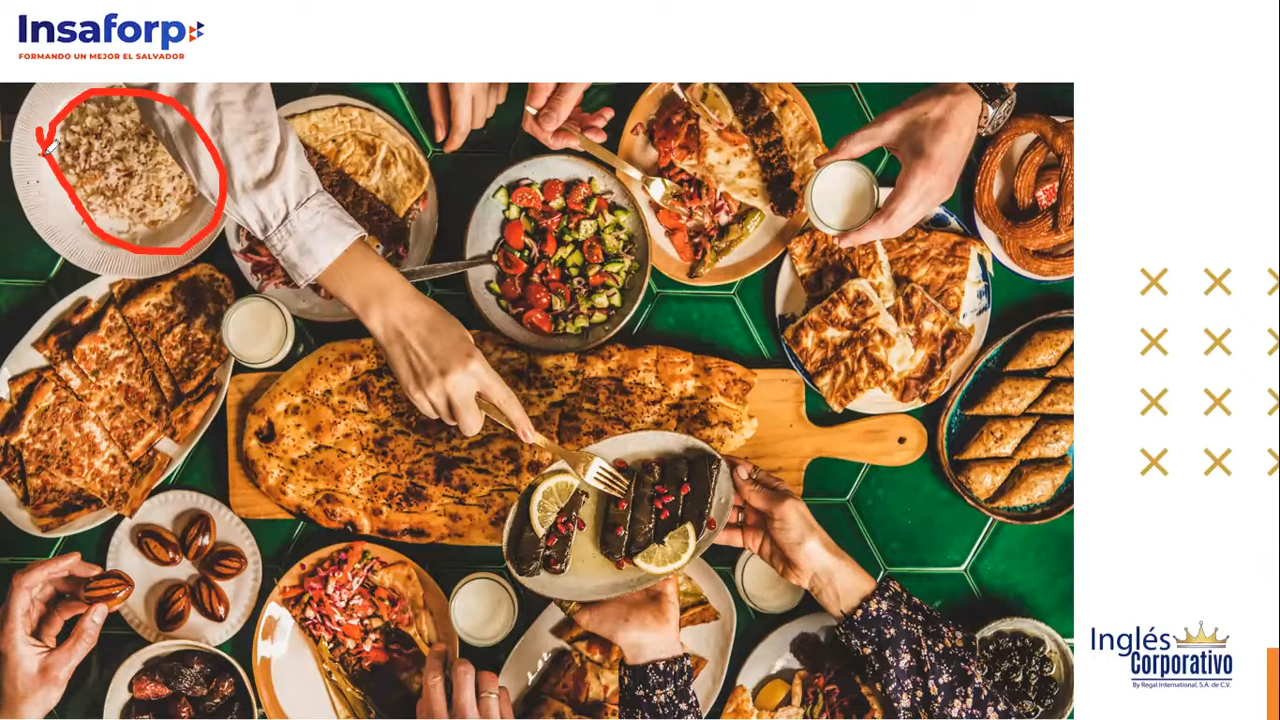 Insaforp
FORMANDO UN MEJOR EL SALVADOR
Inglés
Corporativo
By Regal International, S.A. de C.V.